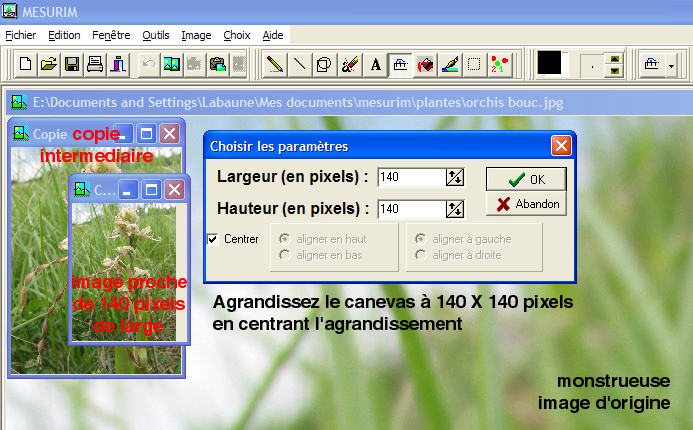 MESURIM
Fichier Edition Fenêtre Outils Image Choix Aide
A
E:\Documents and Settings\Labaune\Mes documents\mesurim\plantes\orchis bouc.jpg
Copie
copie
intermediaire
C...
image proche
de 140 pixels
de large
Choisir les paramètres
Largeur (en pixels) : 140
OK
Hauteur (en pixels) : 140
Abandon
Centrer
aligner en haut
aligner en bas
aligner à gauche
aligner à droite
Agrandissez le canevas à 140 X 140 pixels
en centrant l'agrandissement
monstrueuse
image d'origine